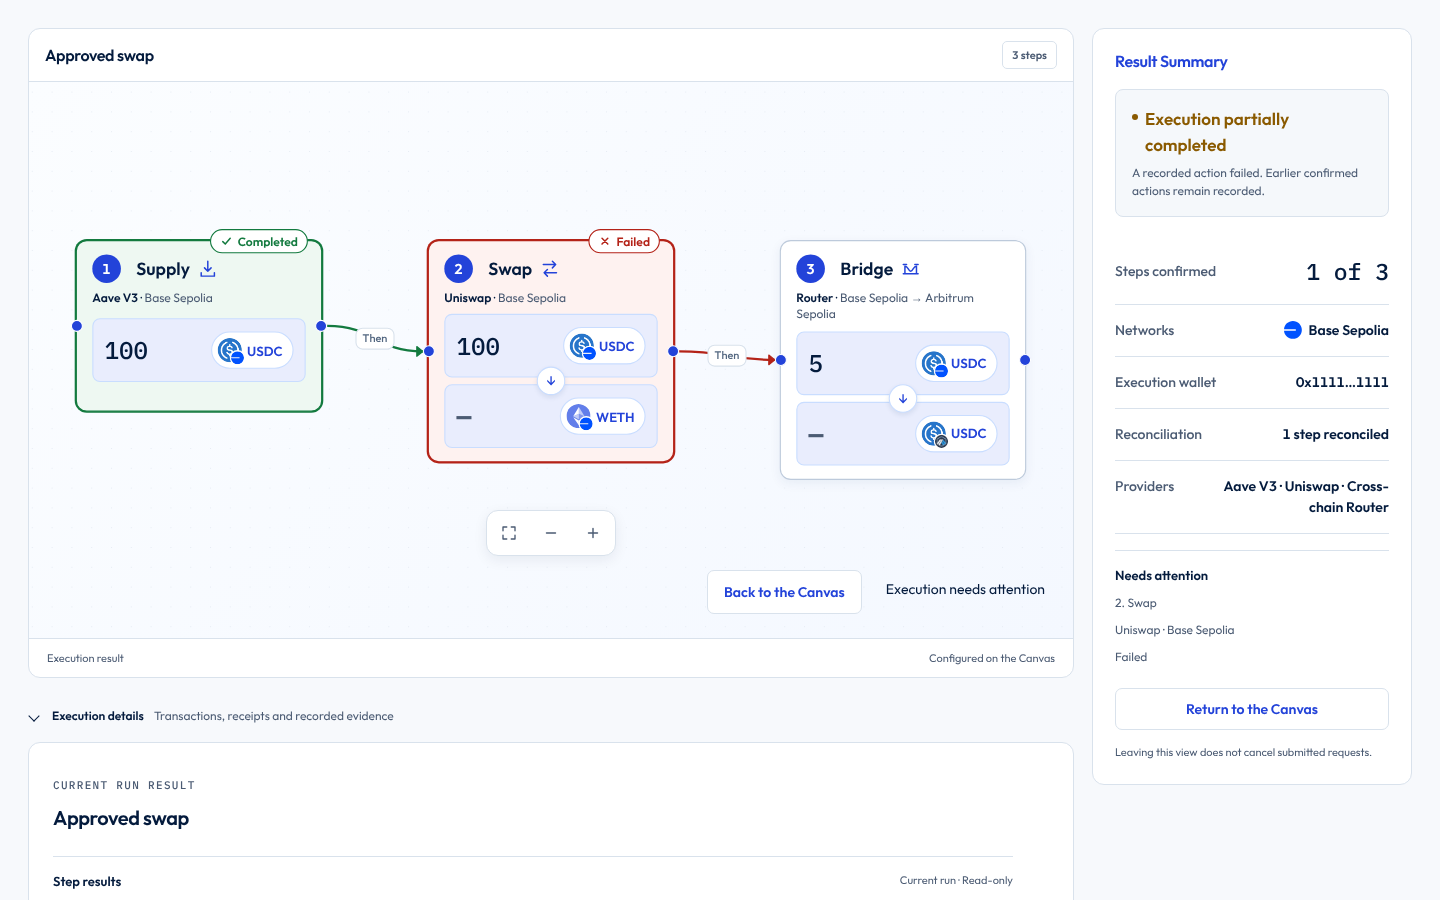 Approved swap
3 steps
Completed
1 Supply
Aave V3 · Base Sepolia
100 USDC
Then
Failed
2 Swap
Uniswap · Base Sepolia
100 USDC
— WETH
Then
3 Bridge
Router · Base Sepolia → Arbitrum
Sepolia
5 USDC
— USDC
Back to the Canvas
Execution needs attention
Execution result
Configured on the Canvas
Execution details Transactions, receipts and recorded evidence
CURRENT RUN RESULT
Approved swap
Step results
Current run · Read-only
Result Summary
Execution partially
completed
A recorded action failed. Earlier confirmed
actions remain recorded.
Steps confirmed 1 of 3
Networks Base Sepolia
Execution wallet 0x1111…1111
Reconciliation 1 step reconciled
Providers Aave V3 · Uniswap · Cross-
chain Router
Needs attention
2. Swap
Uniswap · Base Sepolia
Failed
Return to the Canvas
Leaving this view does not cancel submitted requests.